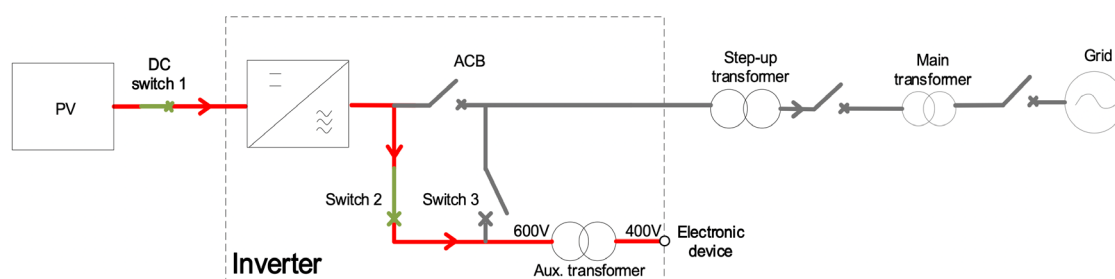 PV
DC
switch 1
ACB
Step-up
transformer
Main
transformer
Grid
Switch 2
Switch 3
600V
400V
Electronic
device
Aux. transformer
Inverter